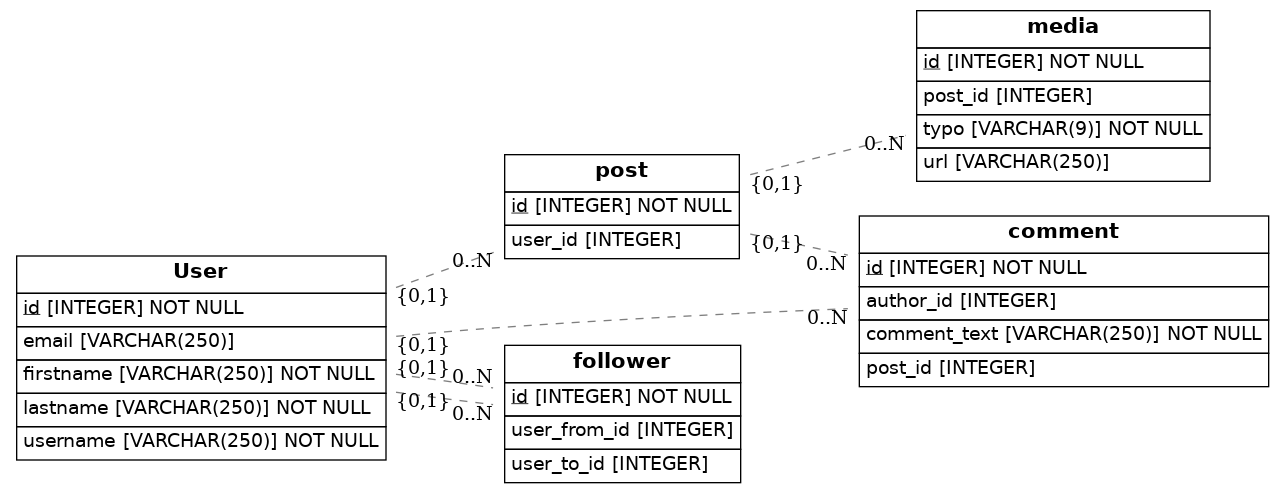 media
id [INTEGER] NOT NULL
post_id [INTEGER]
typo [VARCHAR(9)] NOT NULL
url [VARCHAR(250)]
0..N
{0,1}
post
id [INTEGER] NOT NULL
user_id [INTEGER]
{0,1}
0..N
comment
id [INTEGER] NOT NULL
author_id [INTEGER]
comment_text [VARCHAR(250)] NOT NULL
post_id [INTEGER]
0..N
{0,1}
User
id [INTEGER] NOT NULL
email [VARCHAR(250)]
firstname [VARCHAR(250)] NOT NULL
lastname [VARCHAR(250)] NOT NULL
username [VARCHAR(250)] NOT NULL
0..N
{0,1}
{0,1}
0..N
{0,1}
0..N
follower
id [INTEGER] NOT NULL
user_from_id [INTEGER]
user_to_id [INTEGER]